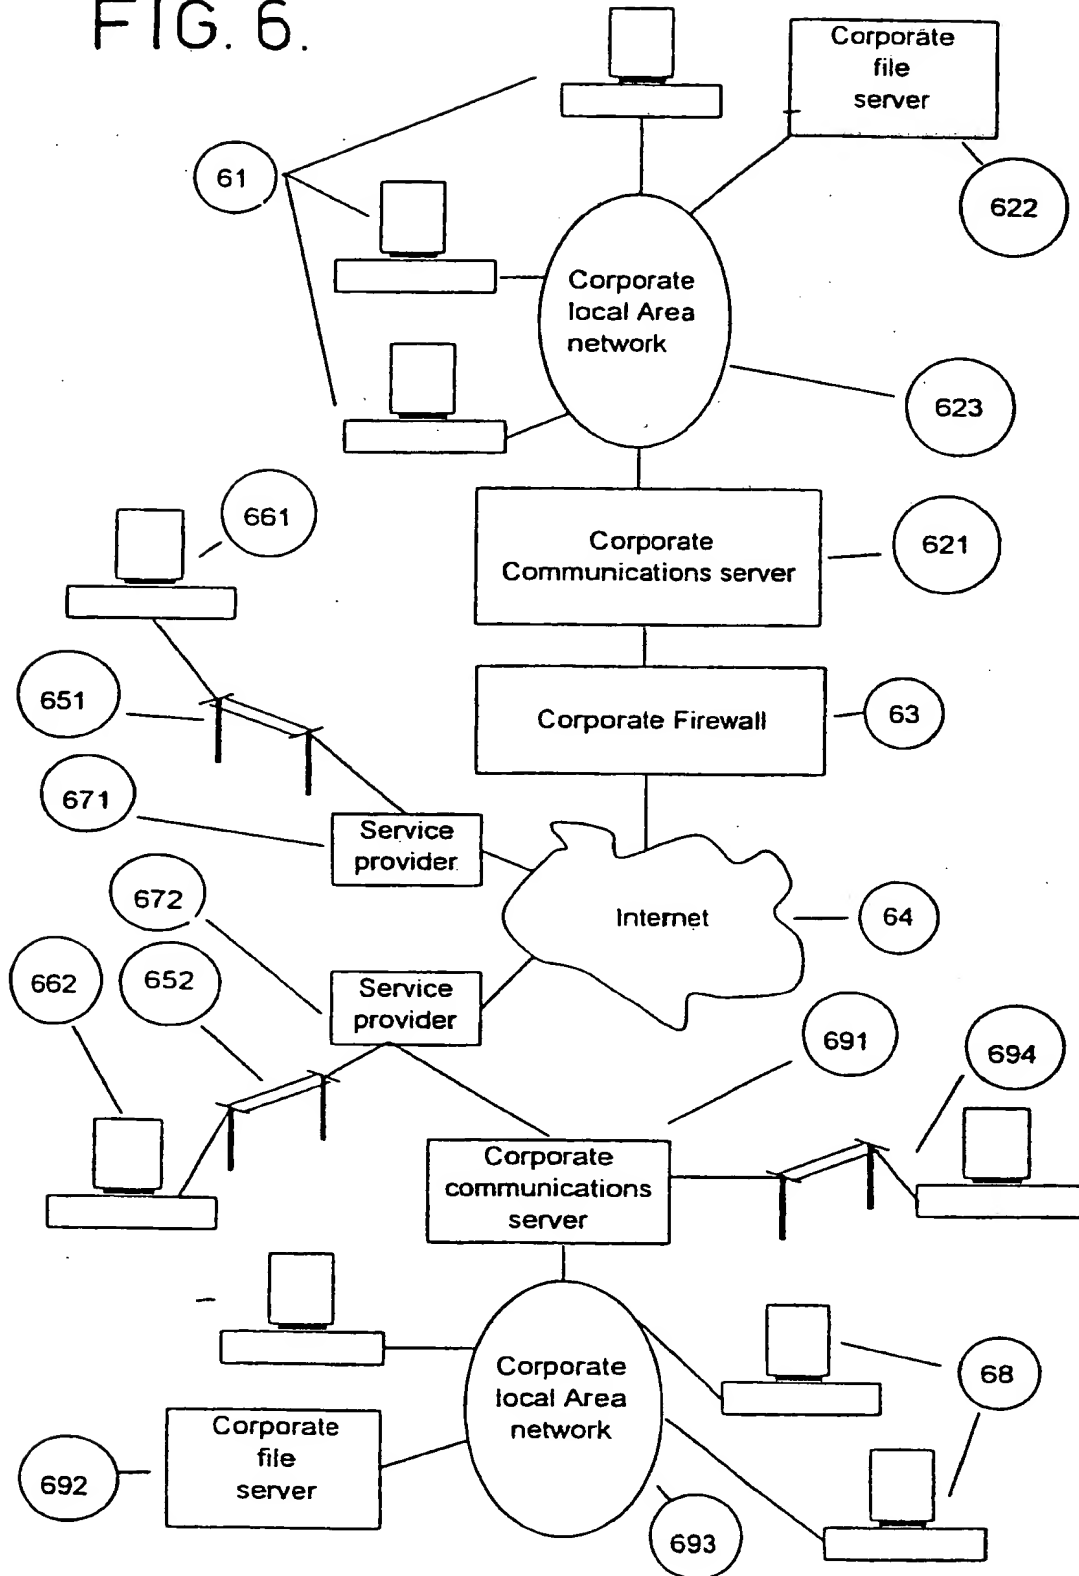 FIG. 6.
Corporate
file
server
61
622
Corporate
local Area
network
623
661
Corporate
Communications server
621
651
Corporate Firewall
63
671
Service
provider
672
Internet
64
662
652
Service
provider
691
694
Corporate
communications
server
Corporate
local Area
network
68
Corporate
file
server
692
693